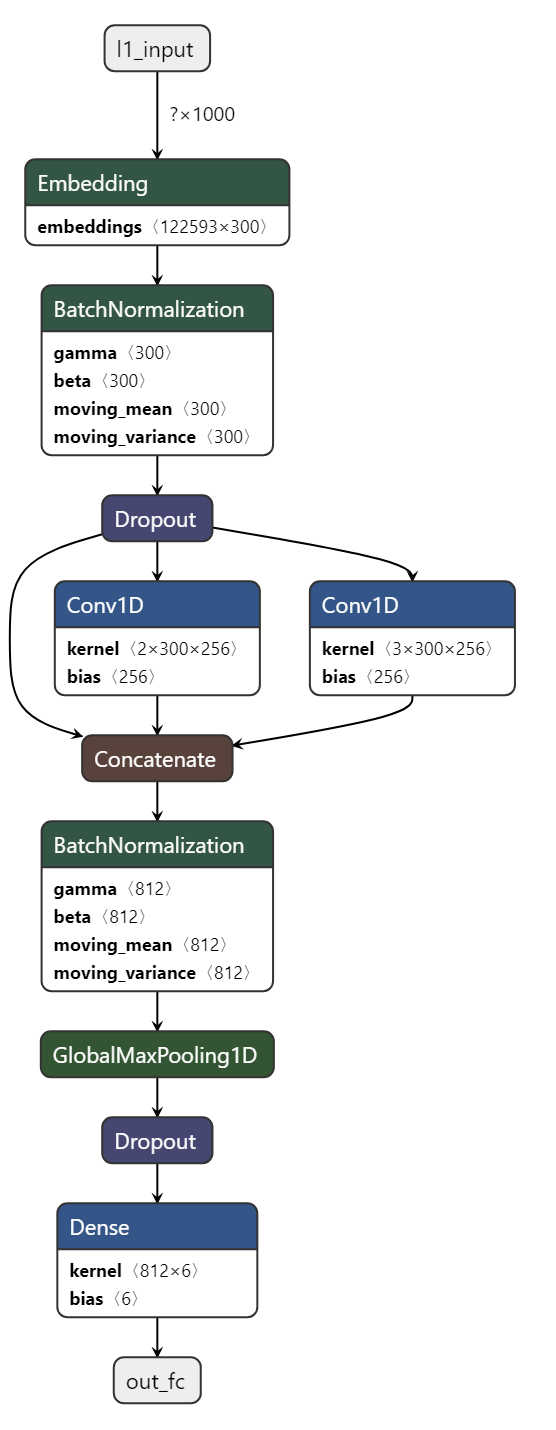 l1_input
?×1000
Embedding
embeddings 〈122593×300〉
BatchNormalization
gamma 〈300〉
beta 〈300〉
moving_mean 〈300〉
moving_variance 〈300〉
Dropout
Conv1D
kernel 〈2×300×256〉
bias 〈256〉
Conv1D
kernel 〈3×300×256〉
bias 〈256〉
Concatenate
BatchNormalization
gamma 〈812〉
beta 〈812〉
moving_mean 〈812〉
moving_variance 〈812〉
GlobalMaxPooling1D
Dropout
Dense
kernel 〈812×6〉
bias 〈6〉
out_fc